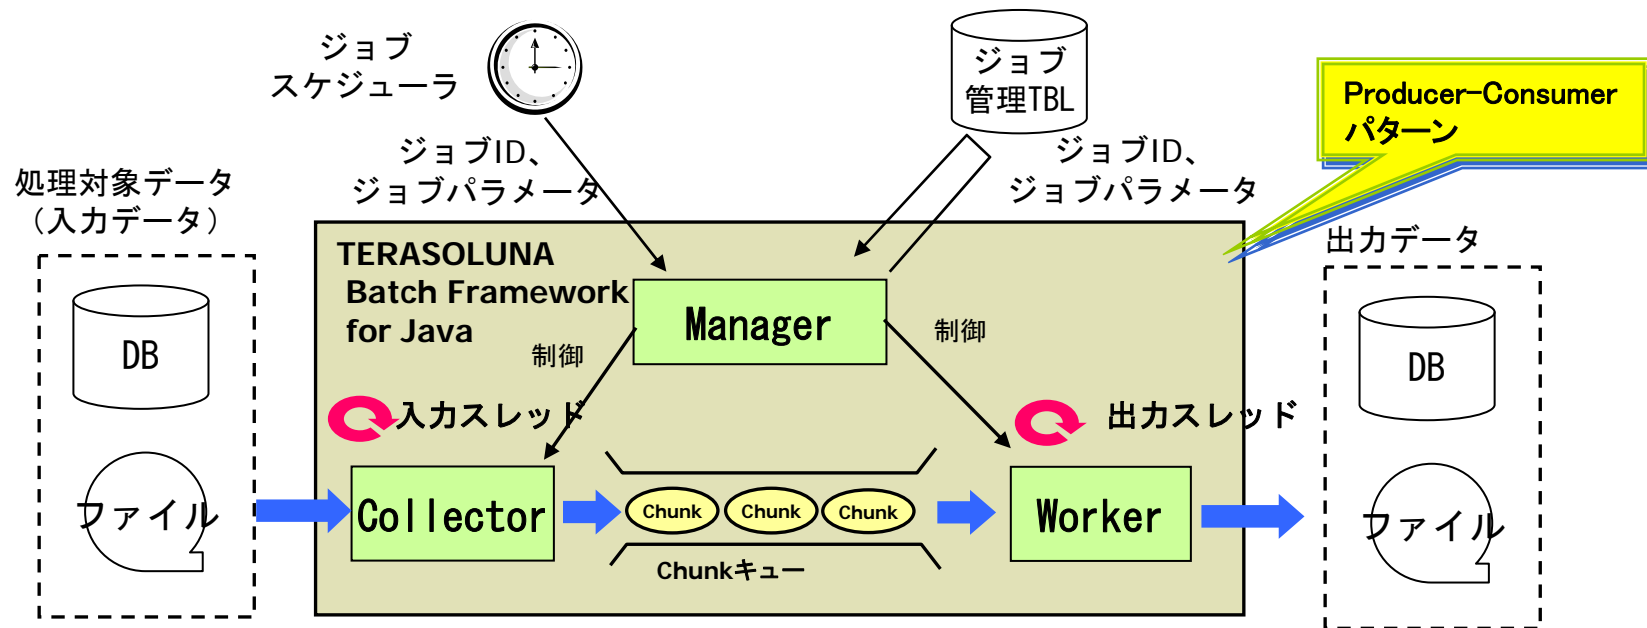 ジョブ
スケジューラ
ジョブ
管理TBL
Producer-Consumer
パターン
ジョブID、
ジョブパラメータ
ジョブID、
ジョブパラメータ
処理対象データ
（入力データ）
出力データ
TERASOLUNA
Batch Framework
for Java
Manager
制御
制御
DB
DB
入力スレッド
出力スレッド
ファイル
Collector
Chunk
Chunk
Chunk
Worker
ファイル
Chunkキュー